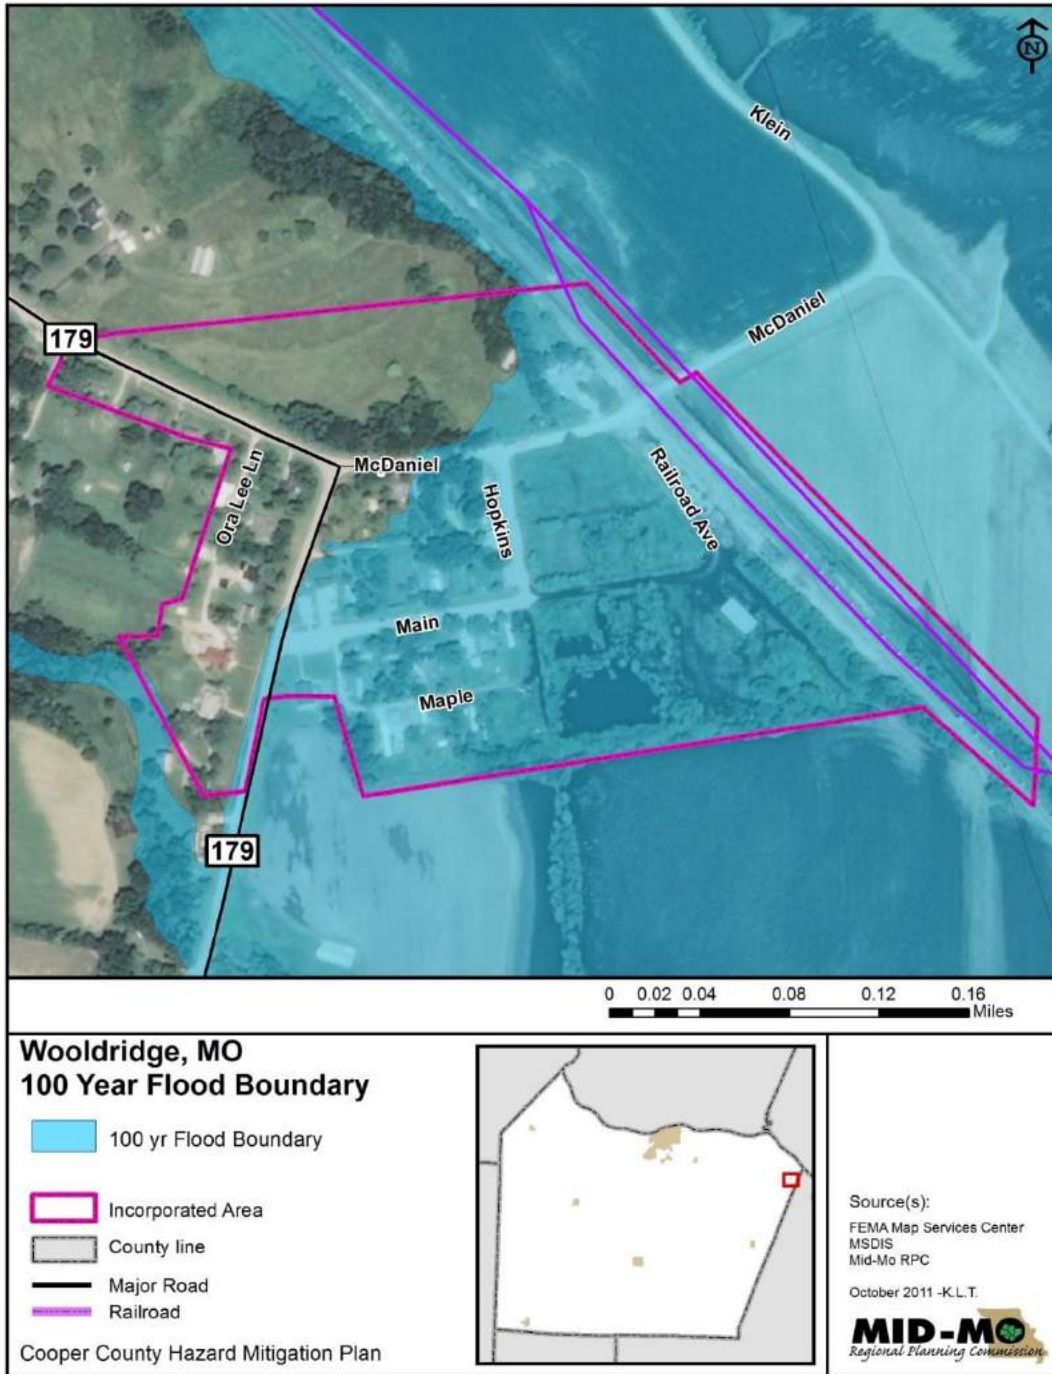 N
Klein
McDaniel
179
McDaniel
Ora Lee Ln
Hopkins
Railroad Ave
Main
Maple
179
0 0.02 0.04 0.08 0.12 0.16
Miles
Wooldridge, MO
100 Year Flood Boundary
100 yr Flood Boundary
Incorporated Area
County line
Major Road
Railroad
Cooper County Hazard Mitigation Plan
Source(s):
FEMA Map Services Center
MSDIS
Mid-Mo RPC
October 2011 -K.L.T.
MID-MO
Regional Planning Commission